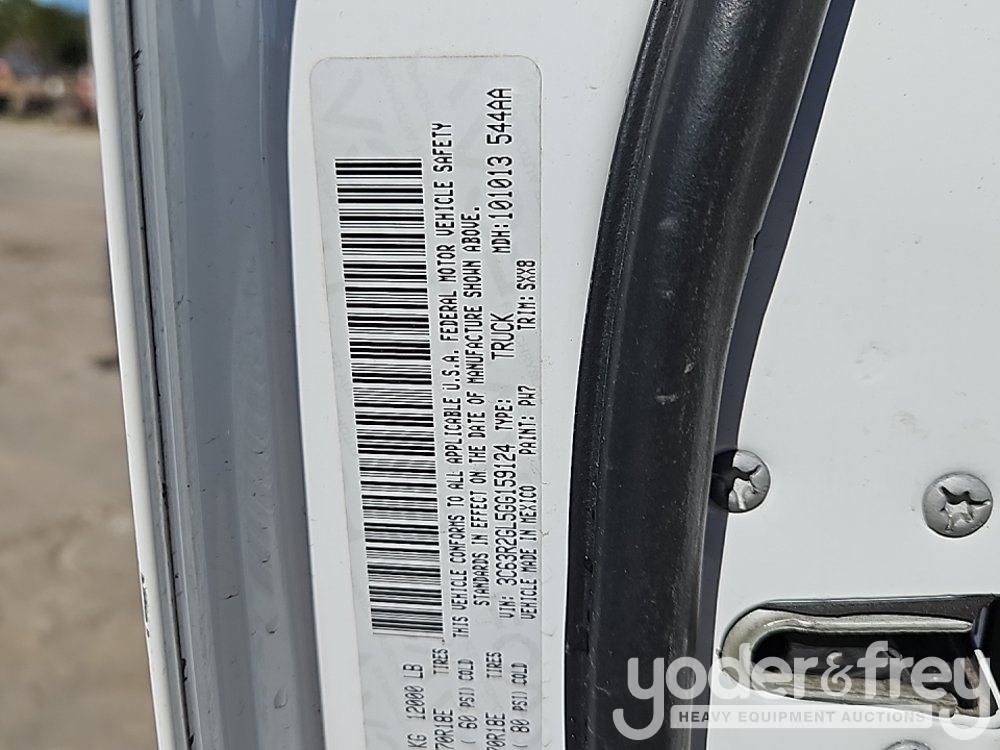 KG 12000 LB
70R18E TIRES
( 60 PSI) COLD
THIS VEHICLE CONFORMS TO ALL APPLICABLE U.S.A. FEDERAL MOTOR VEHICLE SAFETY
STANDARDS IN EFFECT ON THE DATE OF MANUFACTURE SHOWN ABOVE.
70R18E TIRES
( 80 PSI) COLD
VIN: 3C63R2GL5GG159124 TYPE: TRUCK MDH:101013 544AA
VEHICLE MADE IN MEXICO PAINT: PW7 TRIM: SXX8
yoder&frey
HEAVY EQUIPMENT AUCTIONS